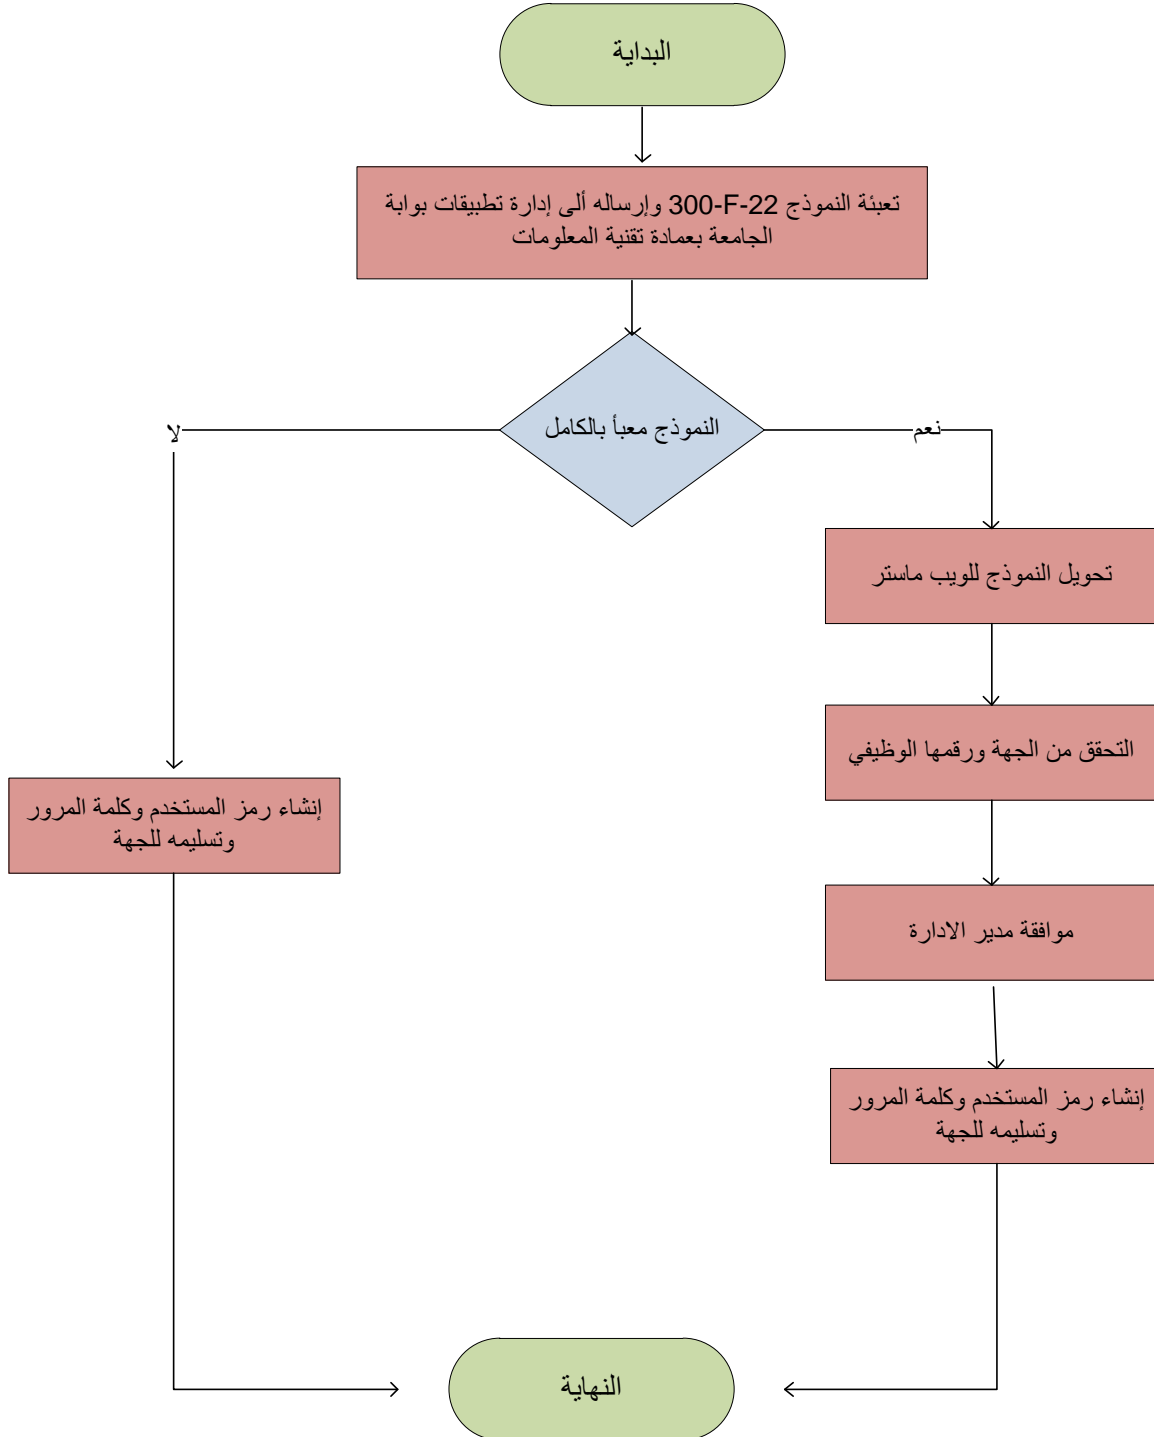 البداية
تعبئة النموذج 300-F-22 وإرساله ألى إدارة تطبيقات بوابة
الجامعة بعمادة تقنية المعلومات
النموذج معبأ بالكامل
نعم
لا
تحويل النموذج للويب ماستر
التحقق من الجهة ورقمها الوظيفي
إنشاء رمز المستخدم وكلمة المرور
وتسليمه للجهة
موافقة مدير الادارة
إنشاء رمز المستخدم وكلمة المرور
وتسليمه للجهة
النهاية